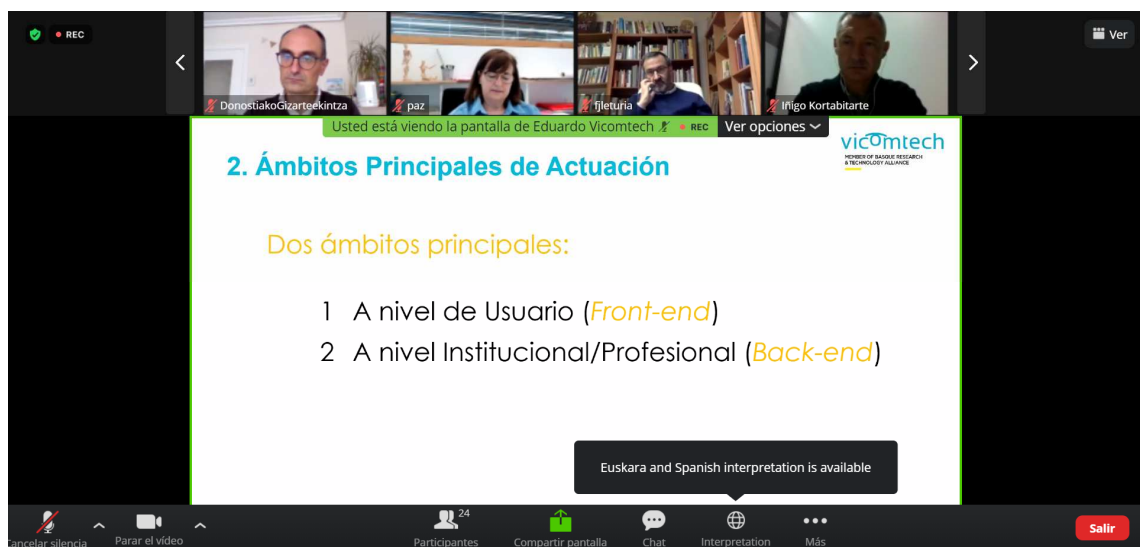 REC
Ver
DonostiakoGizarteekintza
paz
fjleturia
Iñigo Kortabitarte
Usted está viendo la pantalla de Eduardo Vicomtech
REC
Ver opciones
vicomtech
MEMBER OF BASQUE RESEARCH
& TECHNOLOGY ALLIANCE
2. Ámbitos Principales de Actuación
Dos ámbitos principales:
1 A nivel de Usuario (Front-end)
2 A nivel Institucional/Profesional (Back-end)
Euskara and Spanish interpretation is available
Cancelar silencia
Parar el vídeo
24
Participantes
Compartir pantalla
Chat
Interpretation
Más
Salir